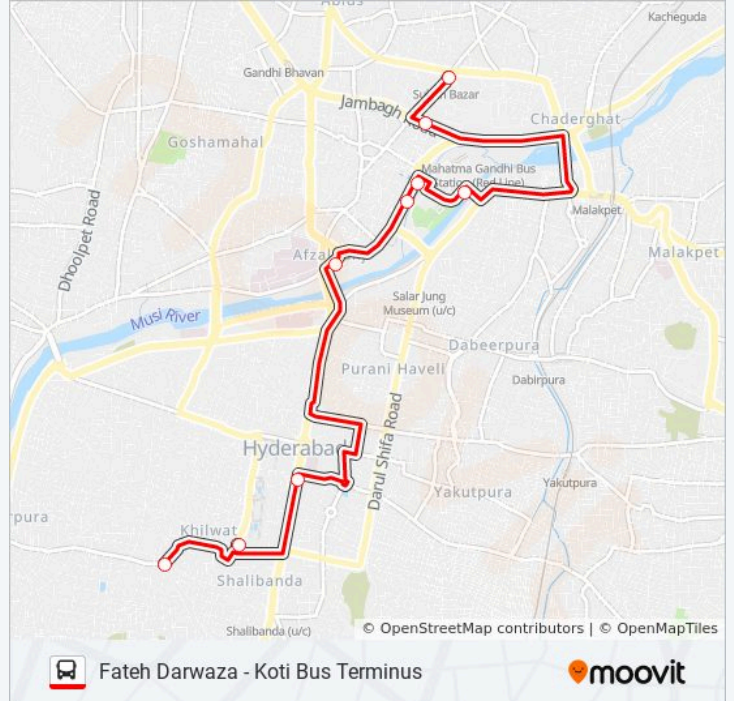 Abids
Kacheguda
Gandhi Bhavan
Bazar
Jambagh Road
Chaderghat
Goshamahal
Mahatma Gandhi Bus
Station (Red Line)
Malakpet
Dhoolpet Road
Malakpet
Salar Jung
Museum (u/c)
Musi River
Dabeerpura
Purani Haveli
Dabirpura
Hyderabad
Darul Shifa Road
Yakutpura
Yakutpura
rpura
Khilwat
Shalibanda
Shalibanda (u/c)
© OpenStreetMap contributors | © OpenMapTiles
Fateh Darwaza - Koti Bus Terminus
moovit